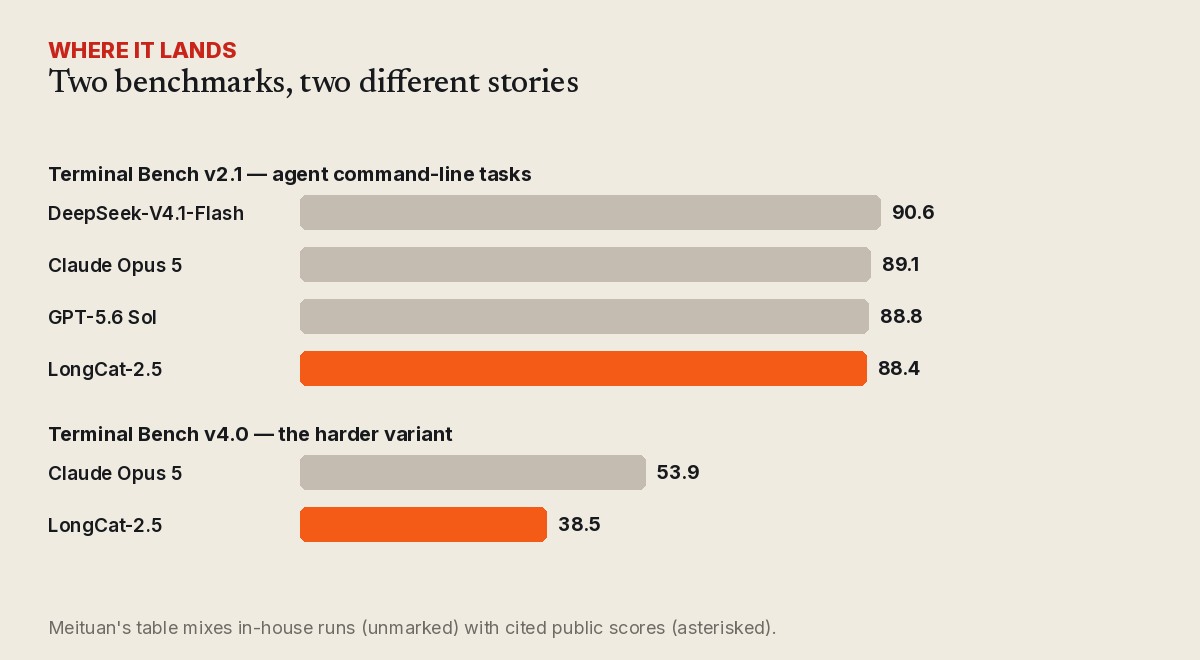 WHERE IT LANDS
Two benchmarks, two different stories
Terminal Bench v2.1 — agent command-line tasks
DeepSeek-V4.1-Flash 90.6
Claude Opus 5 89.1
GPT-5.6 Sol 88.8
LongCat-2.5 88.4
Terminal Bench v4.0 — the harder variant
Claude Opus 5 53.9
LongCat-2.5 38.5
Meituan's table mixes in-house runs (unmarked) with cited public scores (asterisked).